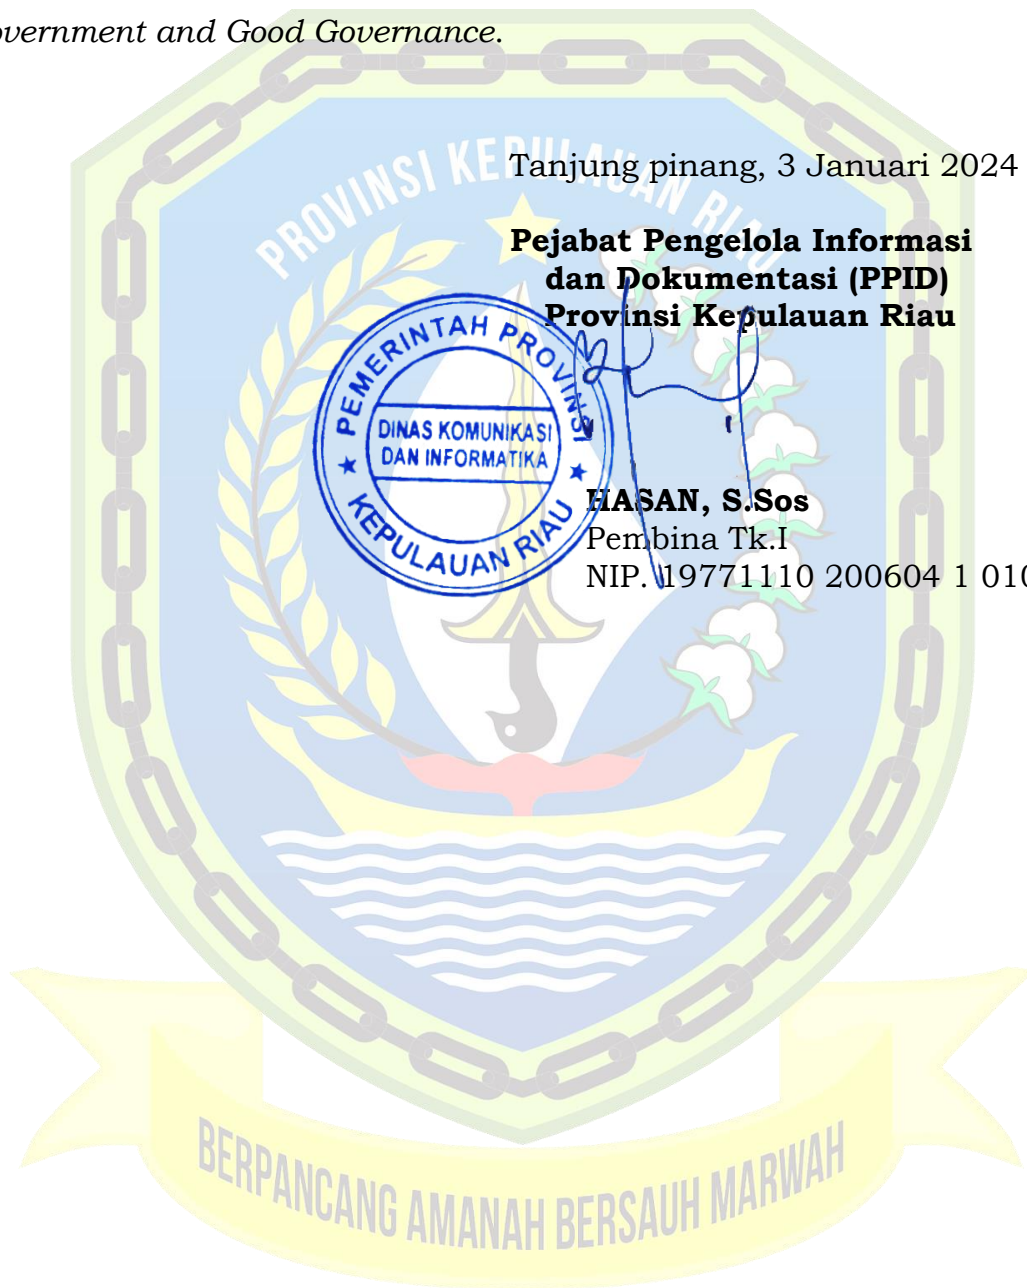 overnment and Good Governance.
PROVINSI KEPULAUAN RIAU
Tanjung pinang, 3 Januari 2024
Pejabat Pengelola Informasi
dan Dokumentasi (PPID)
Provinsi Kepulauan Riau
PEMERINTAH PROVINSI
DINAS KOMUNIKASI
DAN INFORMATIKA
KEPULAUAN RIAU
HASAN, S.Sos
Pembina Tk.I
NIP. 19771110 200604 1 010
BERPANCANG AMANAH BERSAUH MARWAH